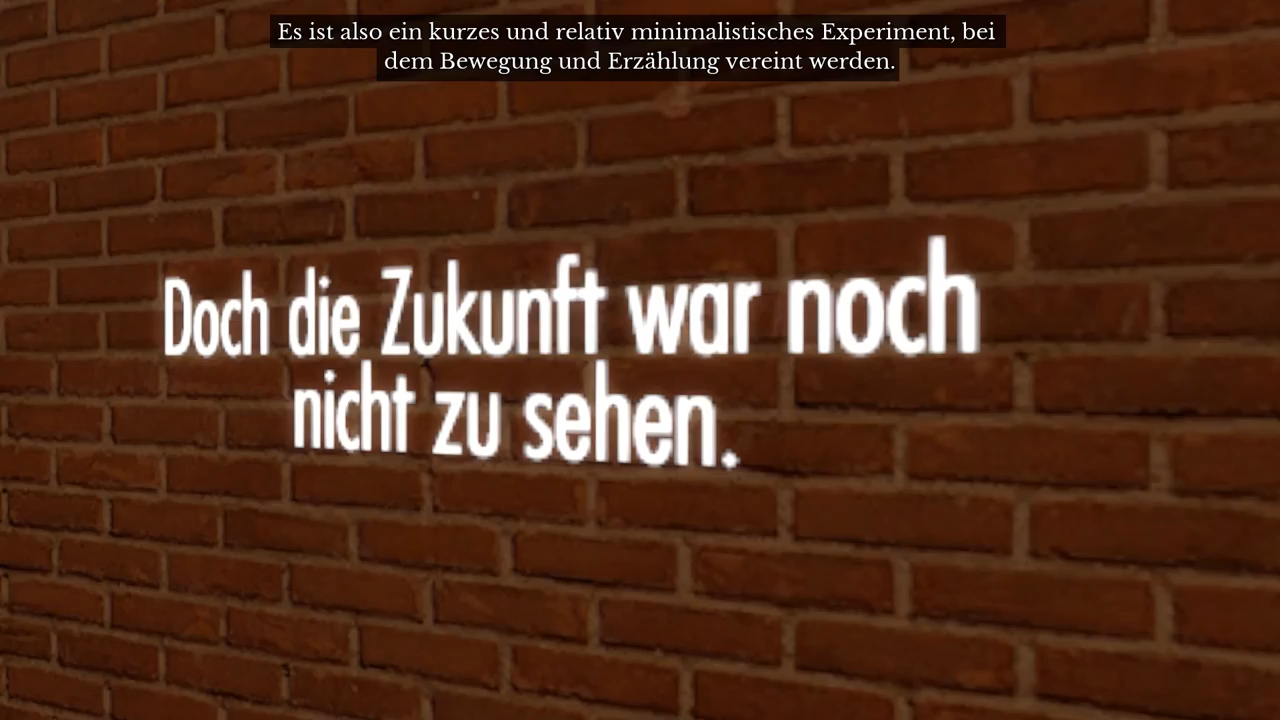 Es ist also ein kurzes und relativ minimalistisches Experiment, bei
dem Bewegung und Erzählung vereint werden.
Doch die Zukunft war noch
nicht zu sehen.